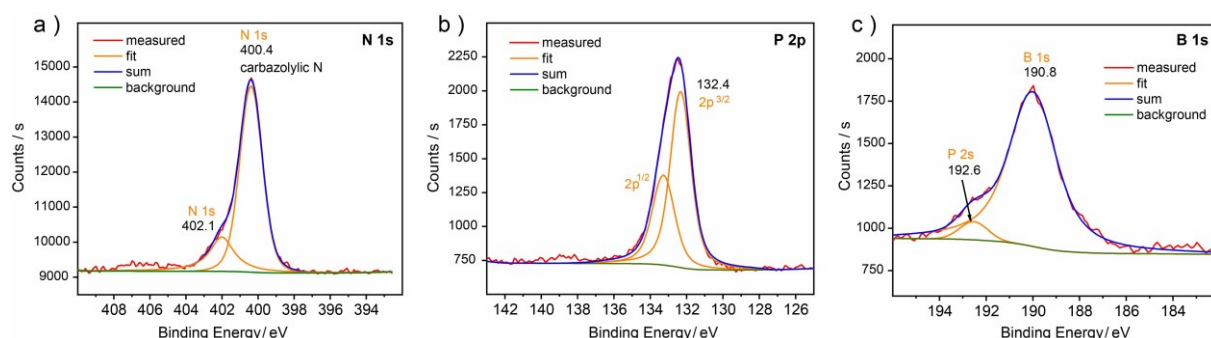 a )
N 1s
measured
fit
sum
background
N 1s
400.4
carbazolylic N
N 1s
402.1
Counts / s
15000
14000
13000
12000
11000
10000
9000
408 406 404 402 400 398 396 394
Binding Energy/ eV
b )
P 2p
measured
fit
sum
background
132.4
2p3/2
2p1/2
Counts / s
2250
2000
1750
1500
1250
1000
750
142 140 138 136 134 132 130 128 126
Binding Energy/ eV
c )
B 1s
measured
fit
sum
background
B 1s
190.8
P 2s
192.6
Counts / s
2000
1750
1500
1250
1000
750
194 192 190 188 186 184
Binding Energy/ eV